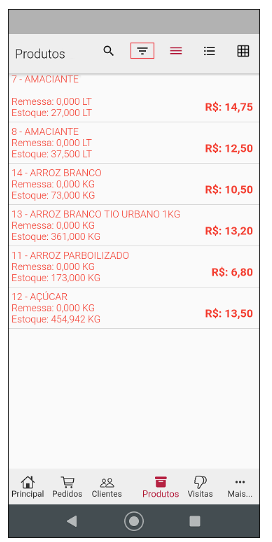 Produtos
7 - AMACIANTE
Remessa: 0,000 LT
Estoque: 27,000 LT
R$: 14,75
8 - AMACIANTE
Remessa: 0,000 LT
Estoque: 37,500 LT
R$: 12,50
14 - ARROZ BRANCO
Remessa: 0,000 KG
Estoque: 73,000 KG
R$: 10,50
13 - ARROZ BRANCO TIO URBANO 1KG
Remessa: 0,000 KG
Estoque: 361,000 KG
R$: 13,20
11 - ARROZ PARBOILIZADO
Remessa: 0,000 KG
Estoque: 173,000 KG
R$: 6,80
12 - AÇÚCAR
Remessa: 0,000 KG
Estoque: 454,942 KG
R$: 13,50
Principal Pedidos Clientes Produtos Visitas Mais...